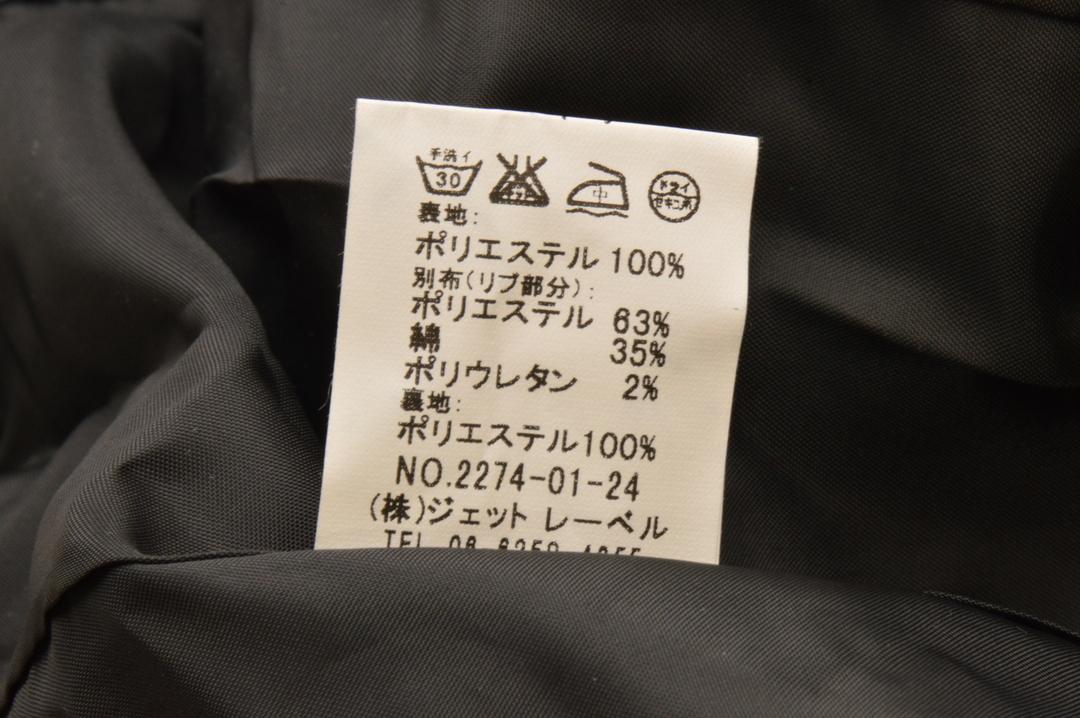 手洗イ
30 中 ドライ
セキユ系
表地:
ポリエステル 100%
別布(リブ部分):
ポリエステル 63%
綿 35%
ポリウレタン 2%
裏地:
ポリエステル100%
NO.2274-01-24
(株)ジェット レーベル
TEL 06